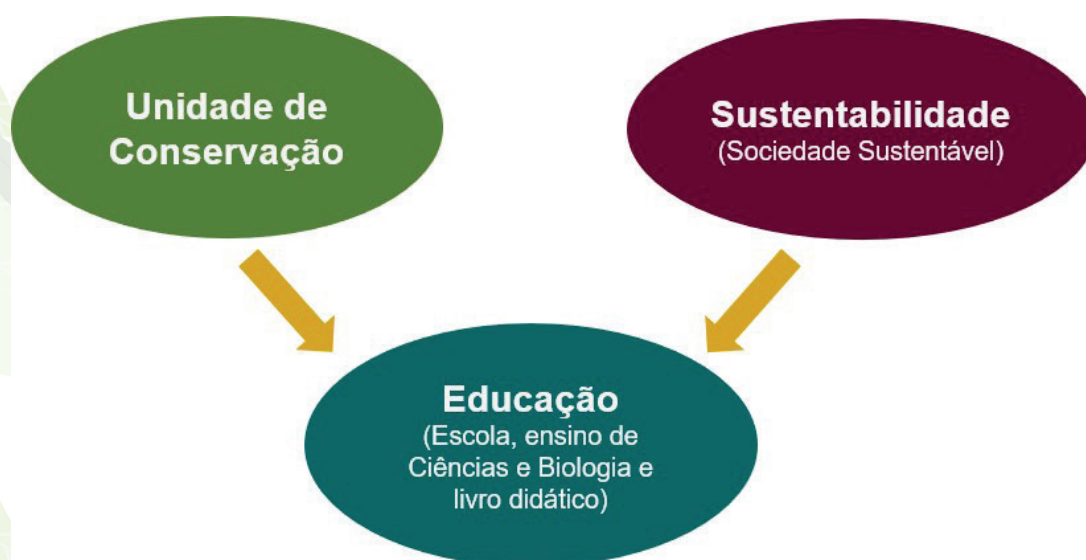 Unidade de
Conservação
Sustentabilidade
(Sociedade Sustentável)
Educação
(Escola, ensino de
Ciências e Biologia e
livro didático)